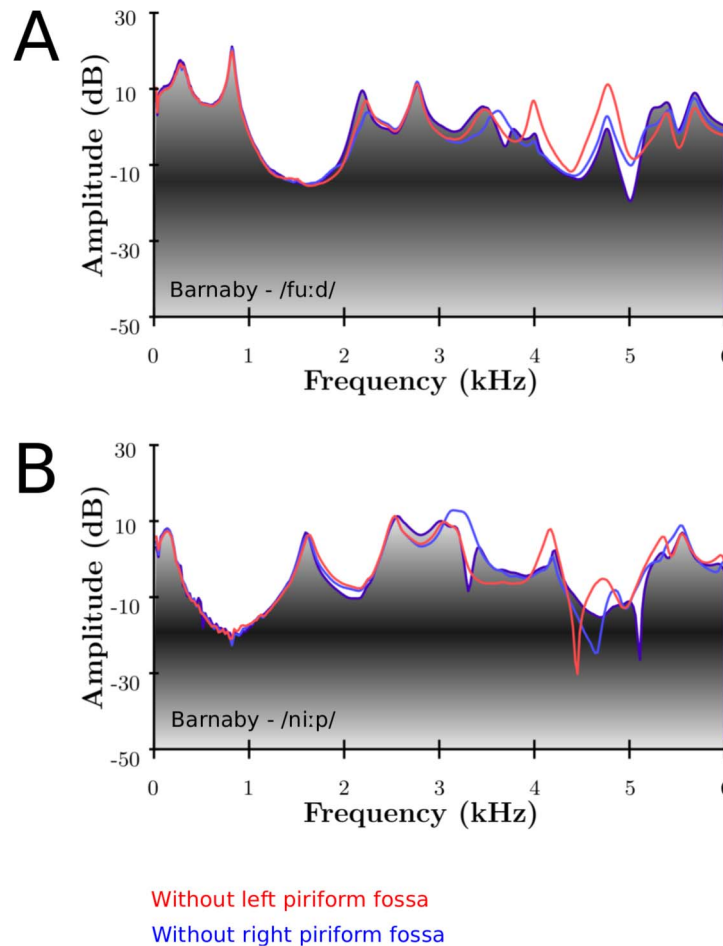 A
Amplitude (dB)
30
10
-10
-30
-50
Barnaby - /fu:d/
0 1 2 3 4 5
Frequency (kHz)
B
Amplitude (dB)
30
10
-10
-30
-50
Barnaby - /ni:p/
0 1 2 3 4 5
Frequency (kHz)
Without left piriform fossa
Without right piriform fossa